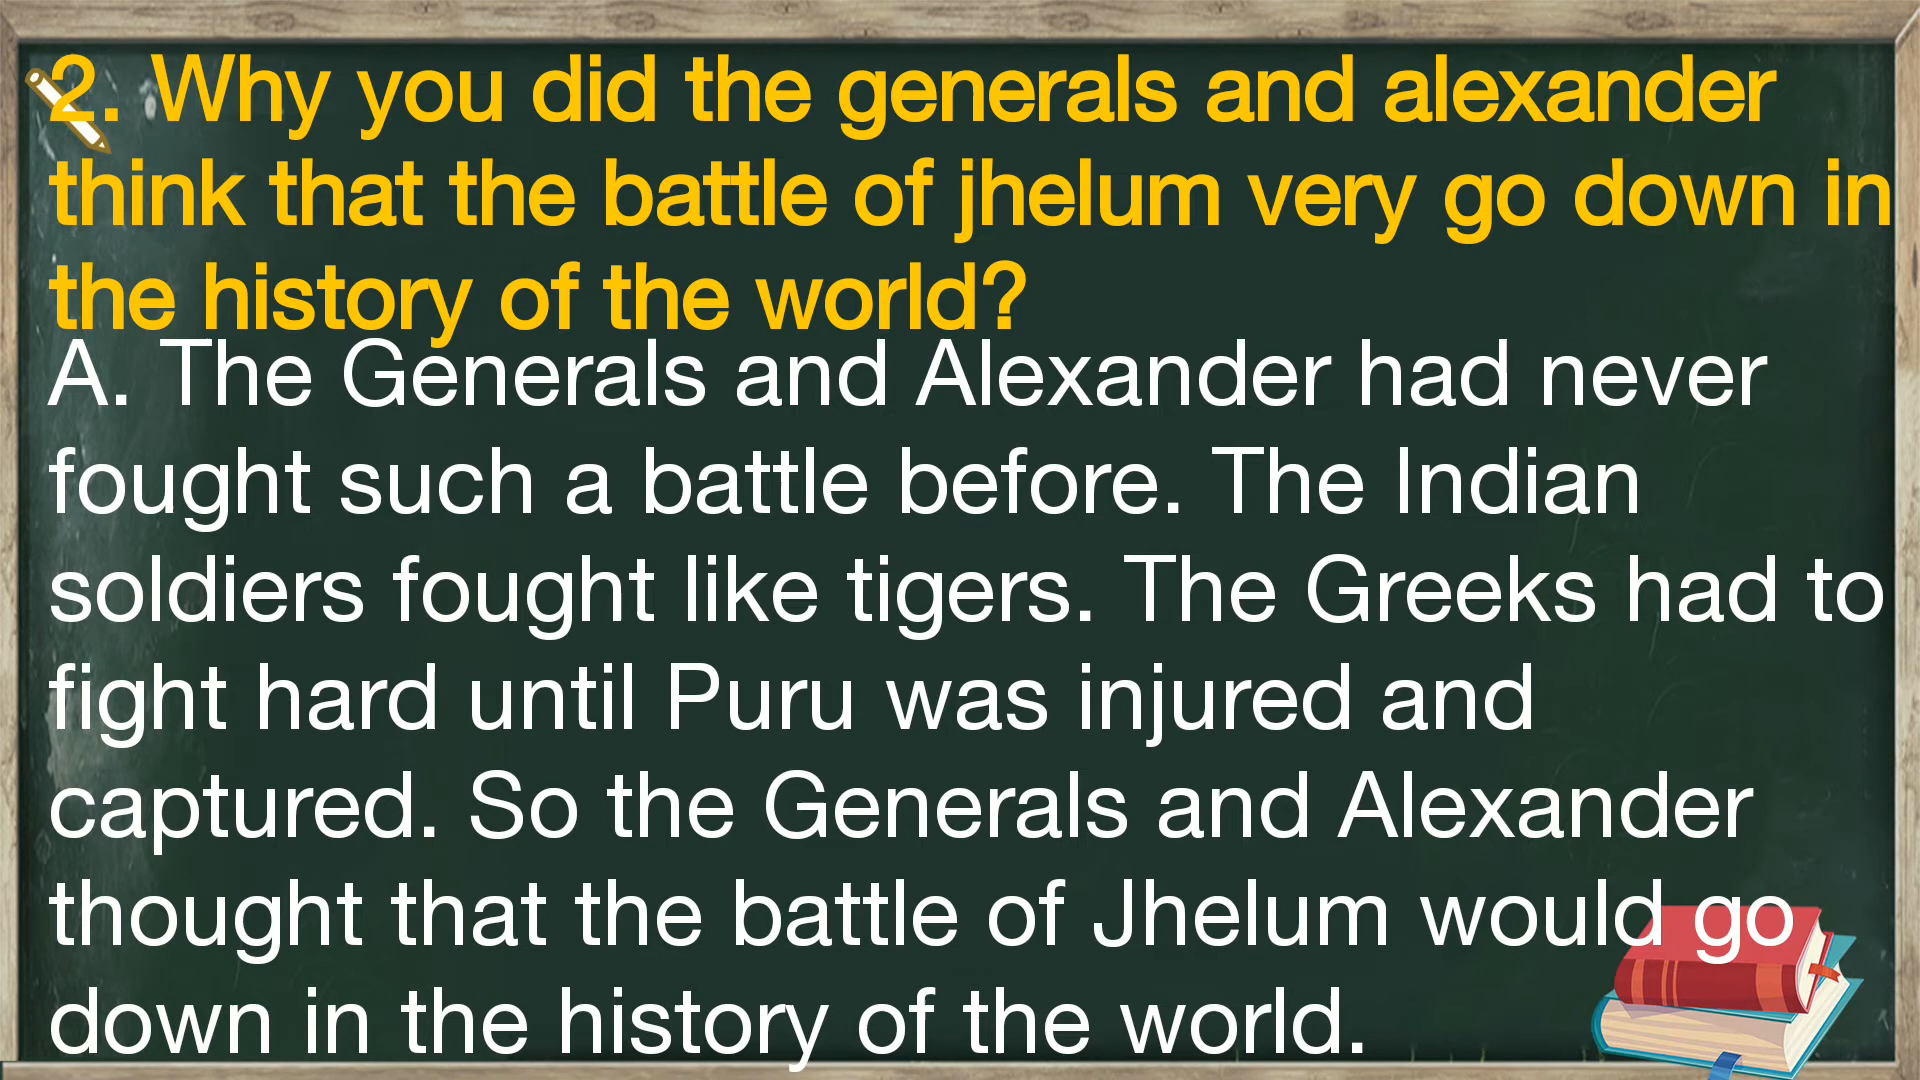 2. Why you did the generals and alexander
think that the battle of jhelum very go down in
the history of the world?
A. The Generals and Alexander had never
fought such a battle before. The Indian
soldiers fought like tigers. The Greeks had to
fight hard until Puru was injured and
captured. So the Generals and Alexander
thought that the battle of Jhelum would go
down in the history of the world.